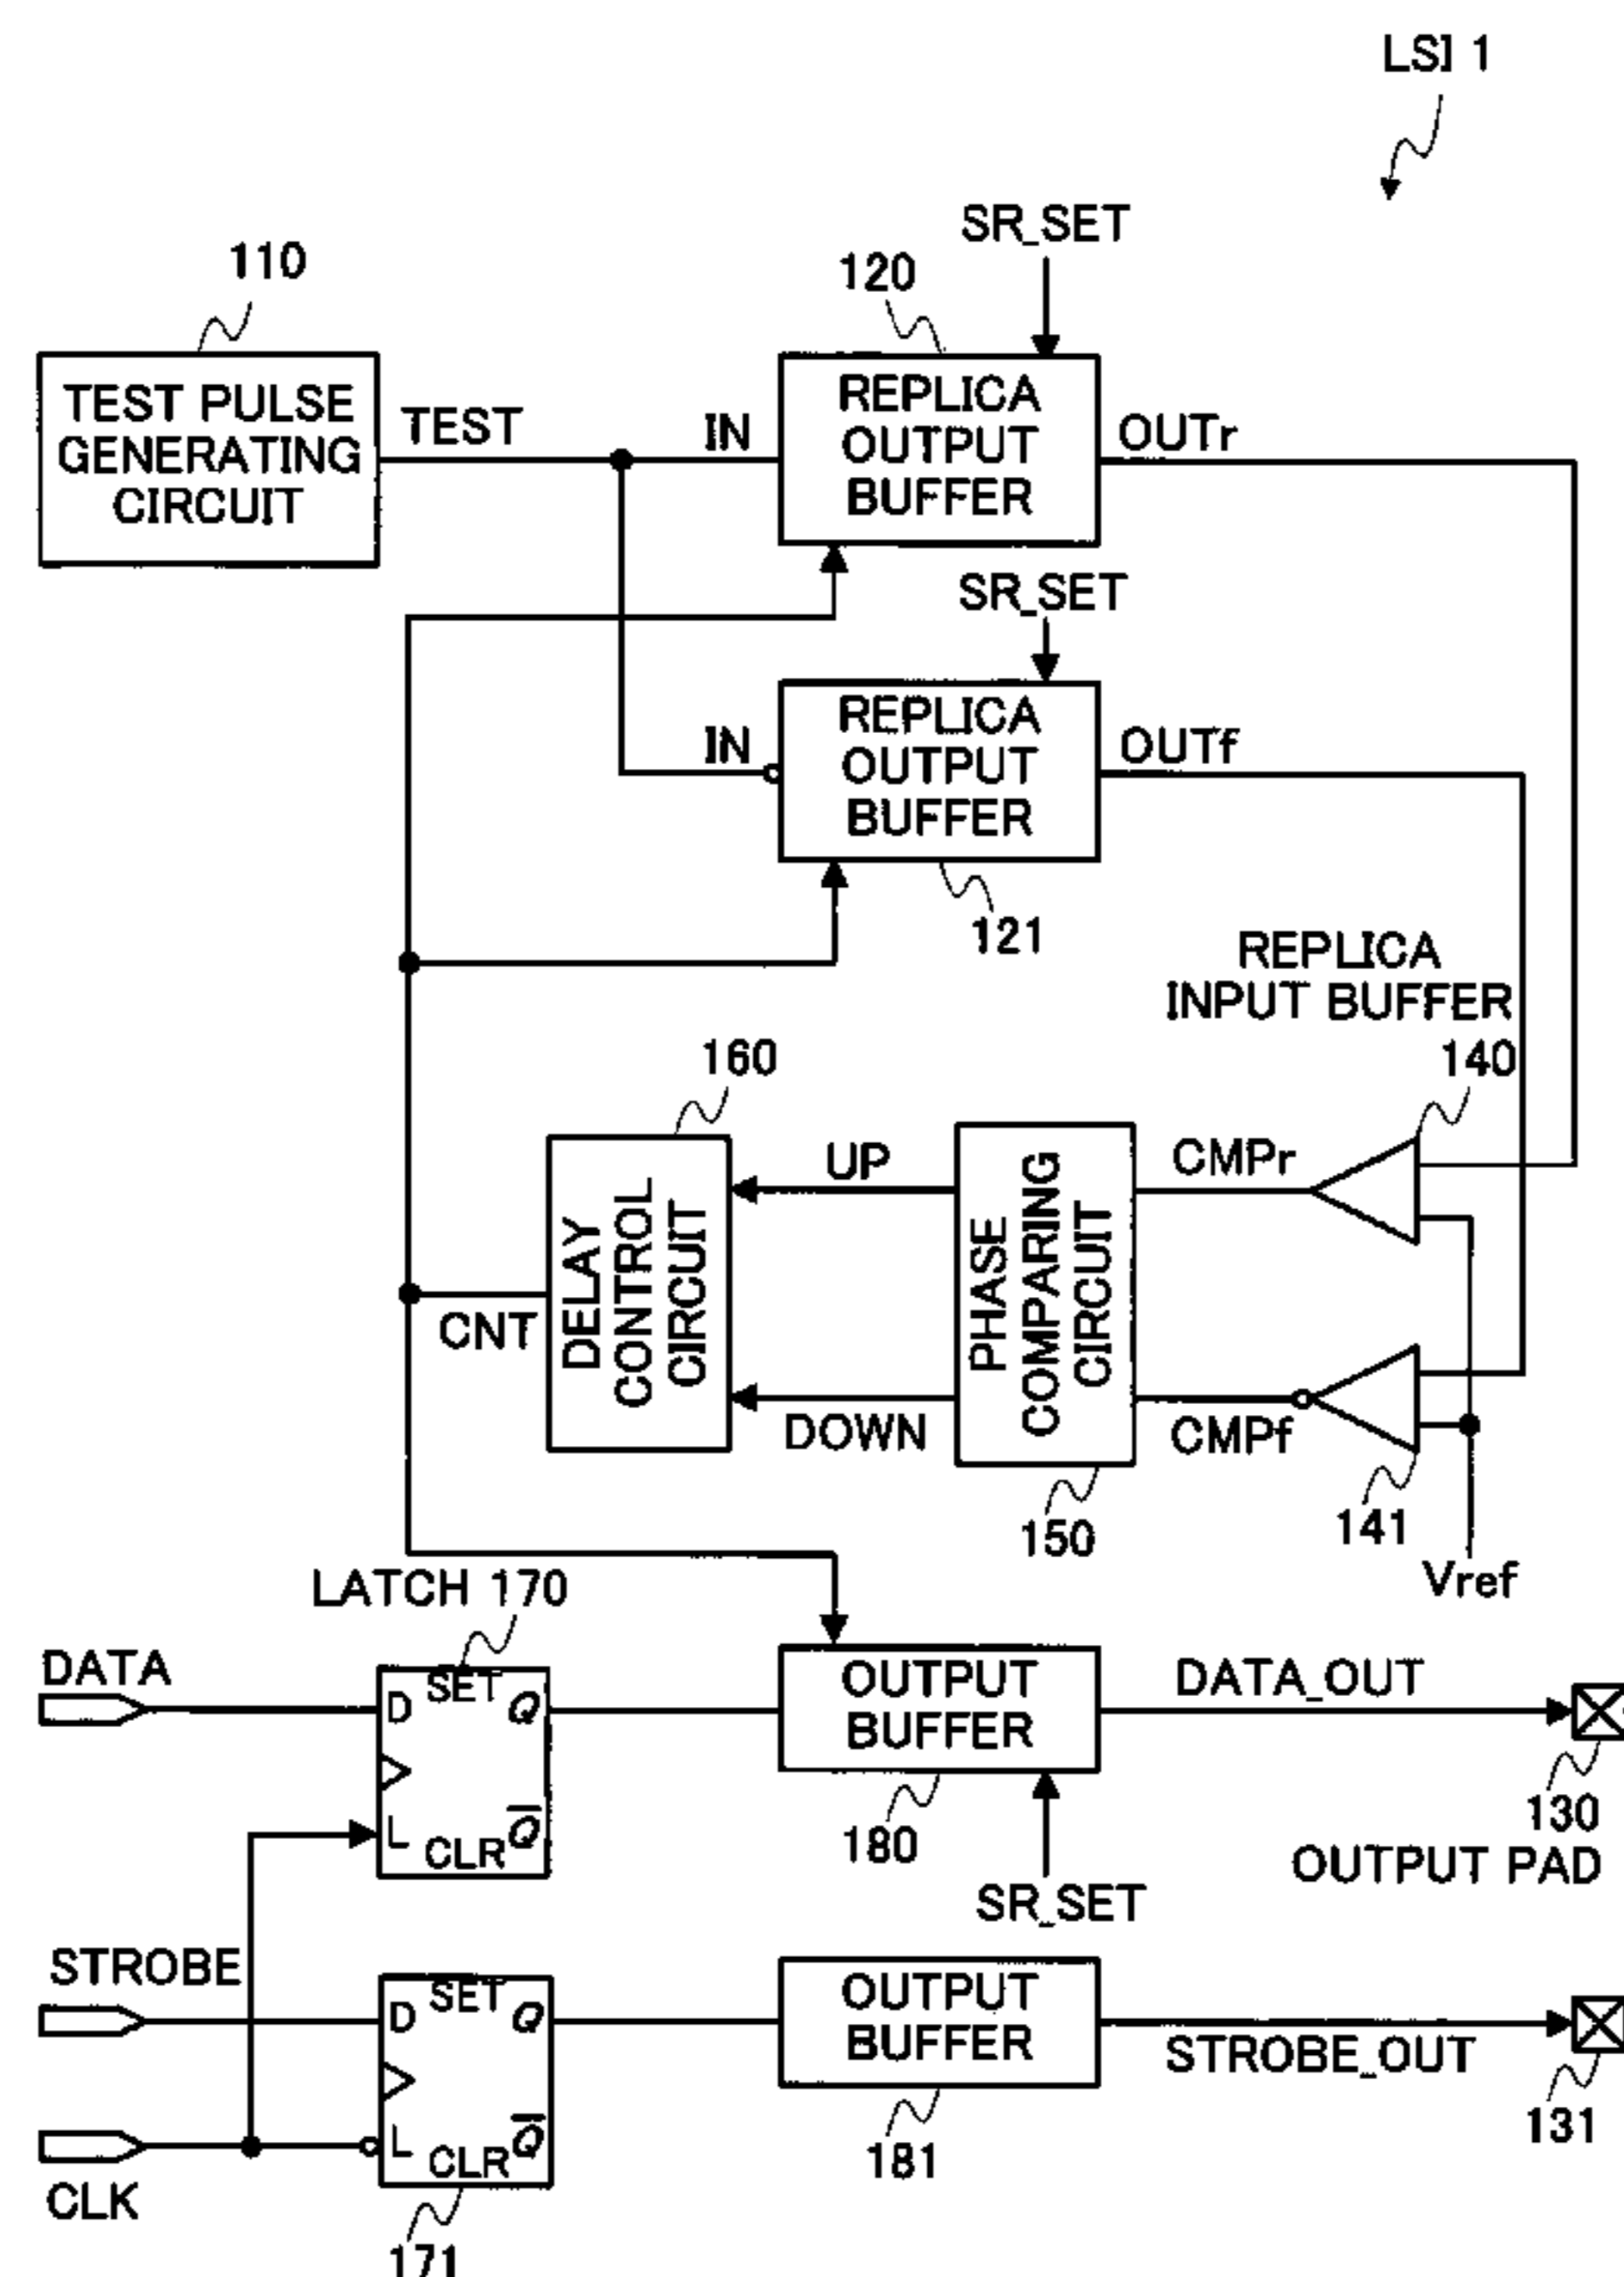 LSI 1
SR_SET
110
120
TEST PULSE
GENERATING
CIRCUIT
TEST
IN
REPLICA
OUTPUT
BUFFER
OUTr
SR_SET
IN
REPLICA
OUTPUT
BUFFER
OUTf
121
REPLICA
INPUT BUFFER
140
160
DELAY
CONTROL
CIRCUIT
UP
DOWN
CNT
PHASE
COMPARING
CIRCUIT
CMPr
CMPf
150
141
Vref
LATCH 170
DATA
D
SET
Q
L
CLR
Q̅
OUTPUT
BUFFER
DATA_OUT
180
SR_SET
130
OUTPUT PAD
STROBE
D
SET
Q
L
CLR
Q̅
OUTPUT
BUFFER
STROBE_OUT
181
131
CLK
171